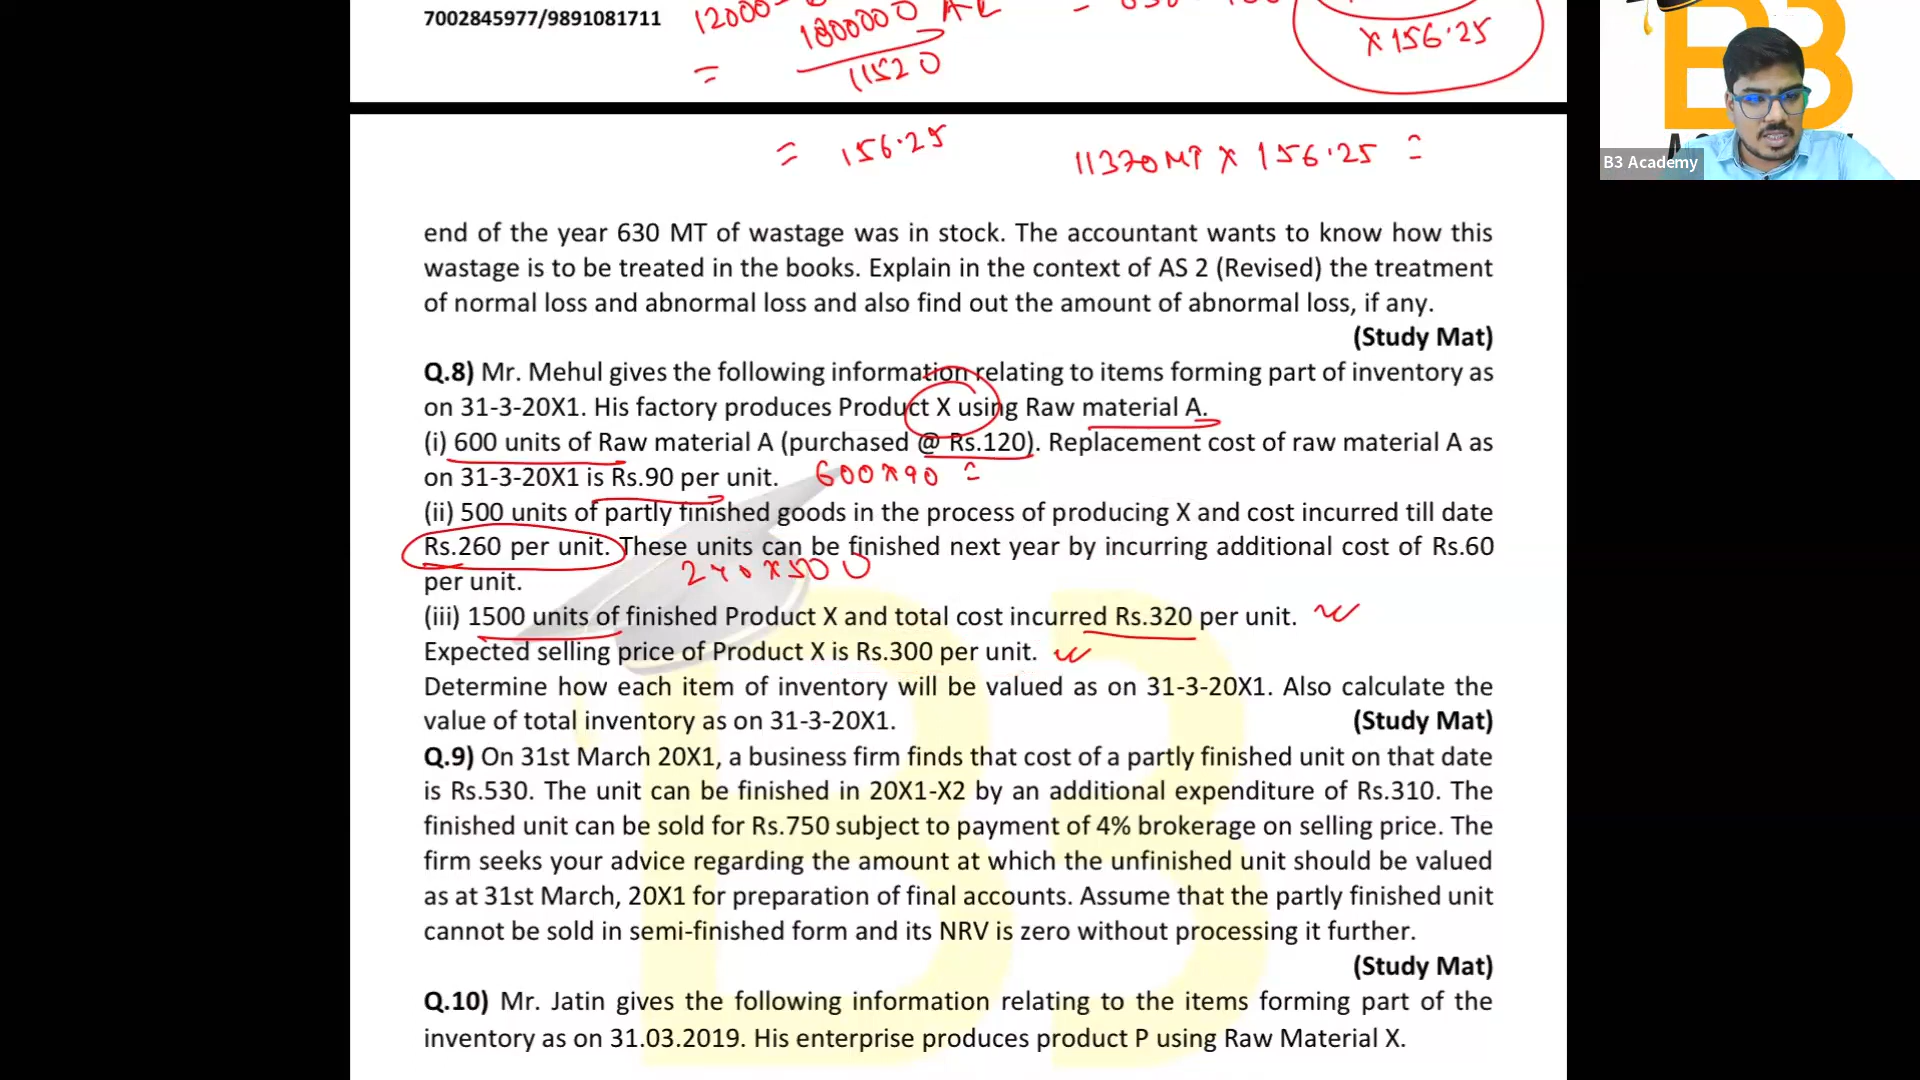 7002845977/9891081711
12000-
1800000
= 11520
× 156.25
= 156.25
11370 MT × 156.25 =
B3 Academy
end of the year 630 MT of wastage was in stock. The accountant wants to know how this
wastage is to be treated in the books. Explain in the context of AS 2 (Revised) the treatment
of normal loss and abnormal loss and also find out the amount of abnormal loss, if any.
(Study Mat)
Q.8) Mr. Mehul gives the following information relating to items forming part of inventory as
on 31-3-20X1. His factory produces Product X using Raw material A.
(i) 600 units of Raw material A (purchased @ Rs.120). Replacement cost of raw material A as
on 31-3-20X1 is Rs.90 per unit. 600×90 =
(ii) 500 units of partly finished goods in the process of producing X and cost incurred till date
Rs.260 per unit. These units can be finished next year by incurring additional cost of Rs.60
per unit. 240×500
(iii) 1500 units of finished Product X and total cost incurred Rs.320 per unit.
Expected selling price of Product X is Rs.300 per unit.
Determine how each item of inventory will be valued as on 31-3-20X1. Also calculate the
value of total inventory as on 31-3-20X1. (Study Mat)
Q.9) On 31st March 20X1, a business firm finds that cost of a partly finished unit on that date
is Rs.530. The unit can be finished in 20X1-X2 by an additional expenditure of Rs.310. The
finished unit can be sold for Rs.750 subject to payment of 4% brokerage on selling price. The
firm seeks your advice regarding the amount at which the unfinished unit should be valued
as at 31st March, 20X1 for preparation of final accounts. Assume that the partly finished unit
cannot be sold in semi-finished form and its NRV is zero without processing it further.
(Study Mat)
Q.10) Mr. Jatin gives the following information relating to the items forming part of the
inventory as on 31.03.2019. His enterprise produces product P using Raw Material X.